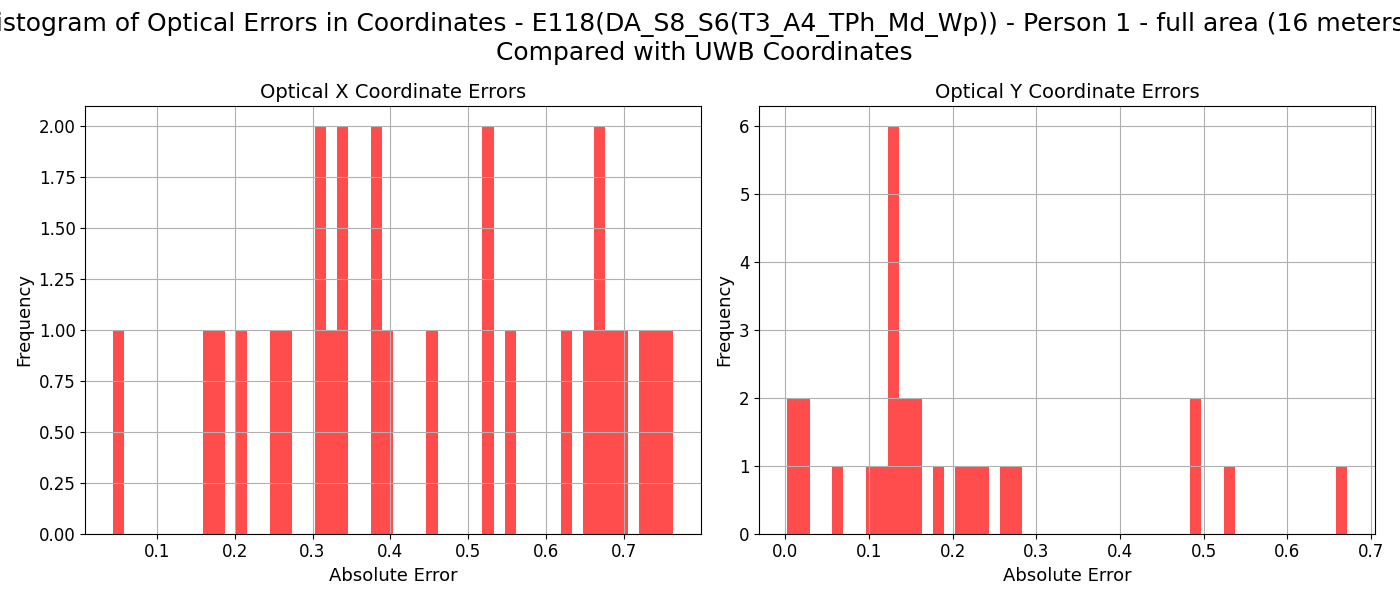 istogram of Optical Errors in Coordinates - E118(DA_S8_S6(T3_A4_TPh_Md_Wp)) - Person 1 - full area (16 meters
Compared with UWB Coordinates
Optical X Coordinate Errors
Frequency
2.00
1.75
1.50
1.25
1.00
0.75
0.50
0.25
0.00
0.1 0.2 0.3 0.4 0.5 0.6 0.7
Absolute Error
Optical Y Coordinate Errors
Frequency
6
5
4
3
2
1
0
0.0 0.1 0.2 0.3 0.4 0.5 0.6 0.7
Absolute Error